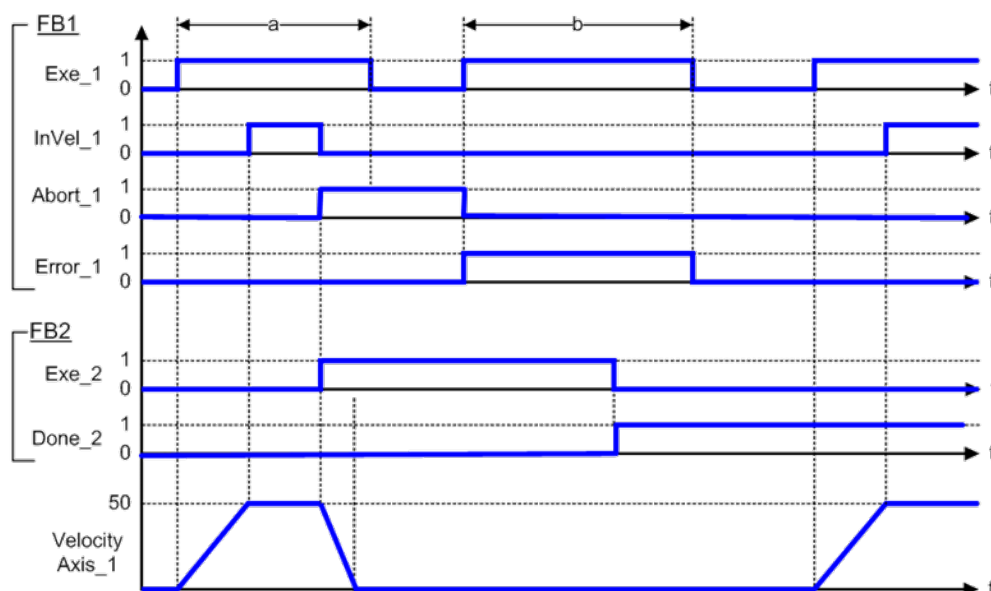 FB1
a
b
Exe_1
1
0
t
InVel_1
1
0
t
Abort_1
1
0
t
Error_1
1
0
t
FB2
Exe_2
1
0
t
Done_2
1
0
t
50
Velocity
Axis_1
t